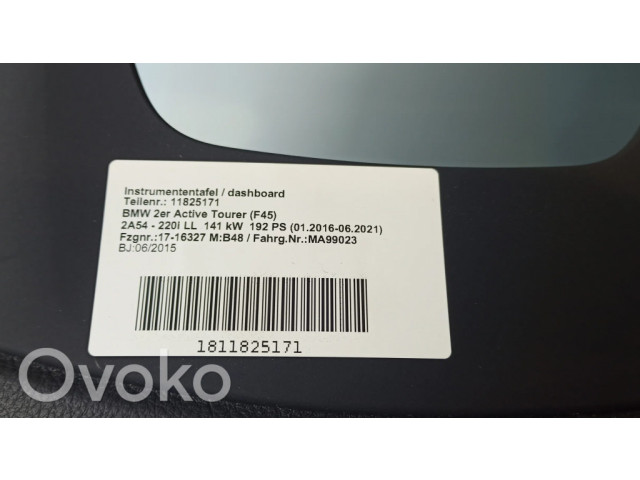 Instrumententafel / dashboard
Teilenr.: 11825171
BMW 2er Active Tourer (F45)
2A54 - 220i LL 141 kW 192 PS (01.2016-06.2021)
Fzgnr.:17-16327 M:B48 / Fahrg.Nr.:MA99023
BJ:06/2015
1811825171
Ovoko